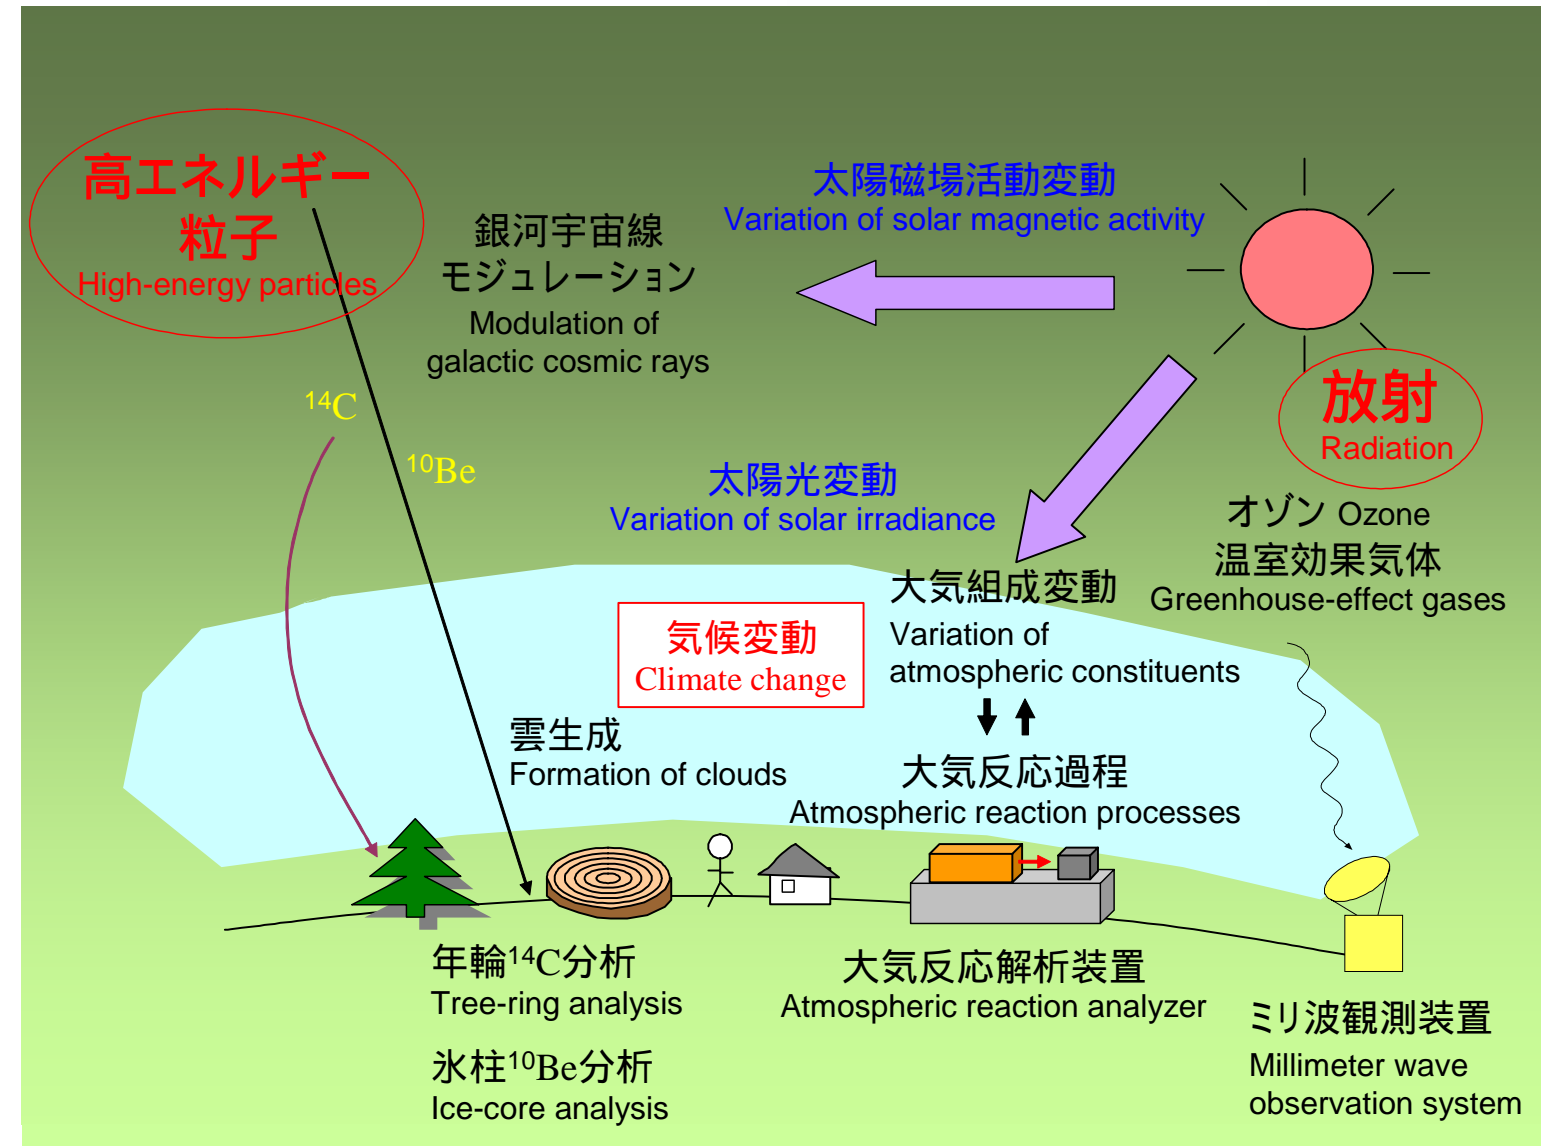 高エネルギー
粒子
High-energy particles
銀河宇宙線
モジュレーション
Modulation of
galactic cosmic rays
太陽磁場活動変動
Variation of solar magnetic activity
放射
Radiation
¹⁴C
¹⁰Be
太陽光変動
Variation of solar irradiance
オゾン Ozone
温室効果気体
Greenhouse-effect gases
大気組成変動
Variation of
atmospheric constituents
気候変動
Climate change
雲生成
Formation of clouds
大気反応過程
Atmospheric reaction processes
年輪¹⁴C分析
Tree-ring analysis
氷柱¹⁰Be分析
Ice-core analysis
大気反応解析装置
Atmospheric reaction analyzer
ミリ波観測装置
Millimeter wave
observation system